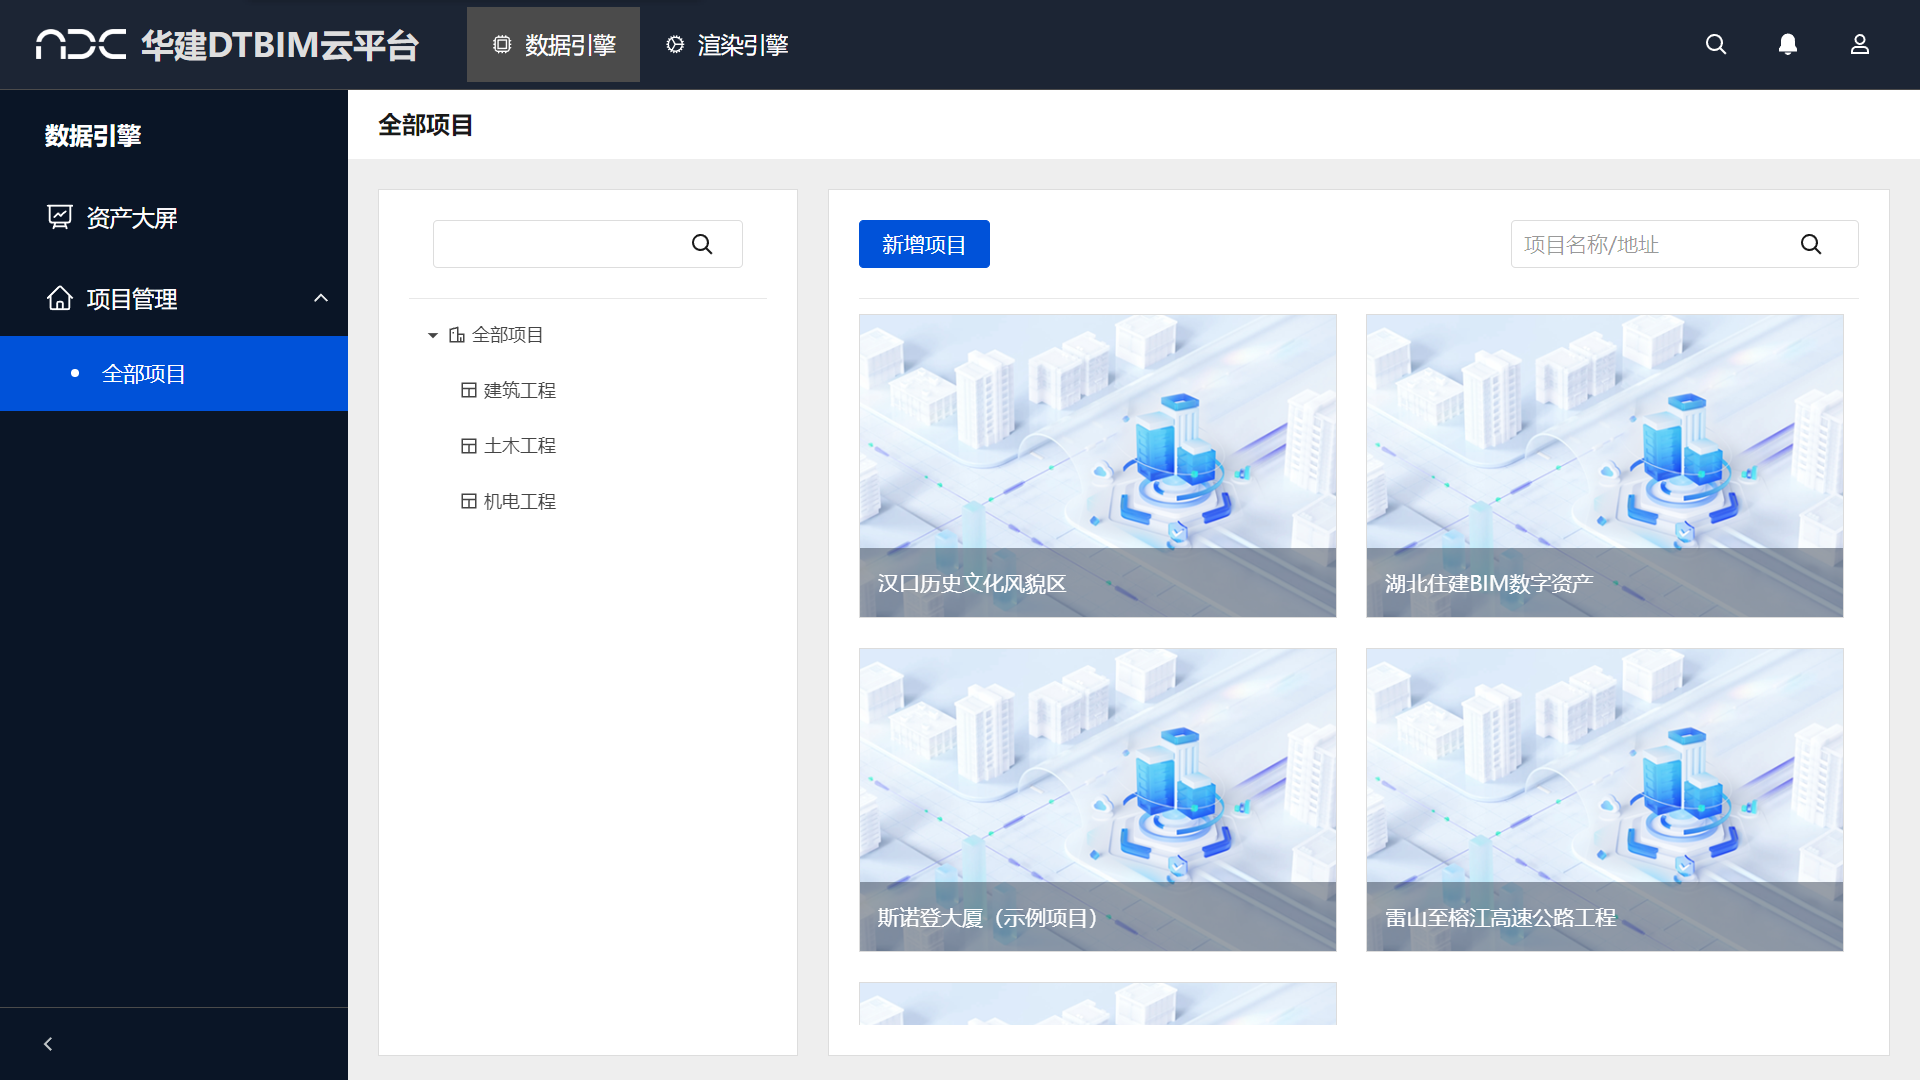 NDC 华建DTBIM云平台
数据引擎
渲染引擎
数据引擎
资产大屏
项目管理
全部项目
全部项目
全部项目
建筑工程
土木工程
机电工程
新增项目
项目名称/地址
汉口历史文化风貌区
湖北住建BIM数字资产
斯诺登大厦（示例项目）
雷山至榕江高速公路工程